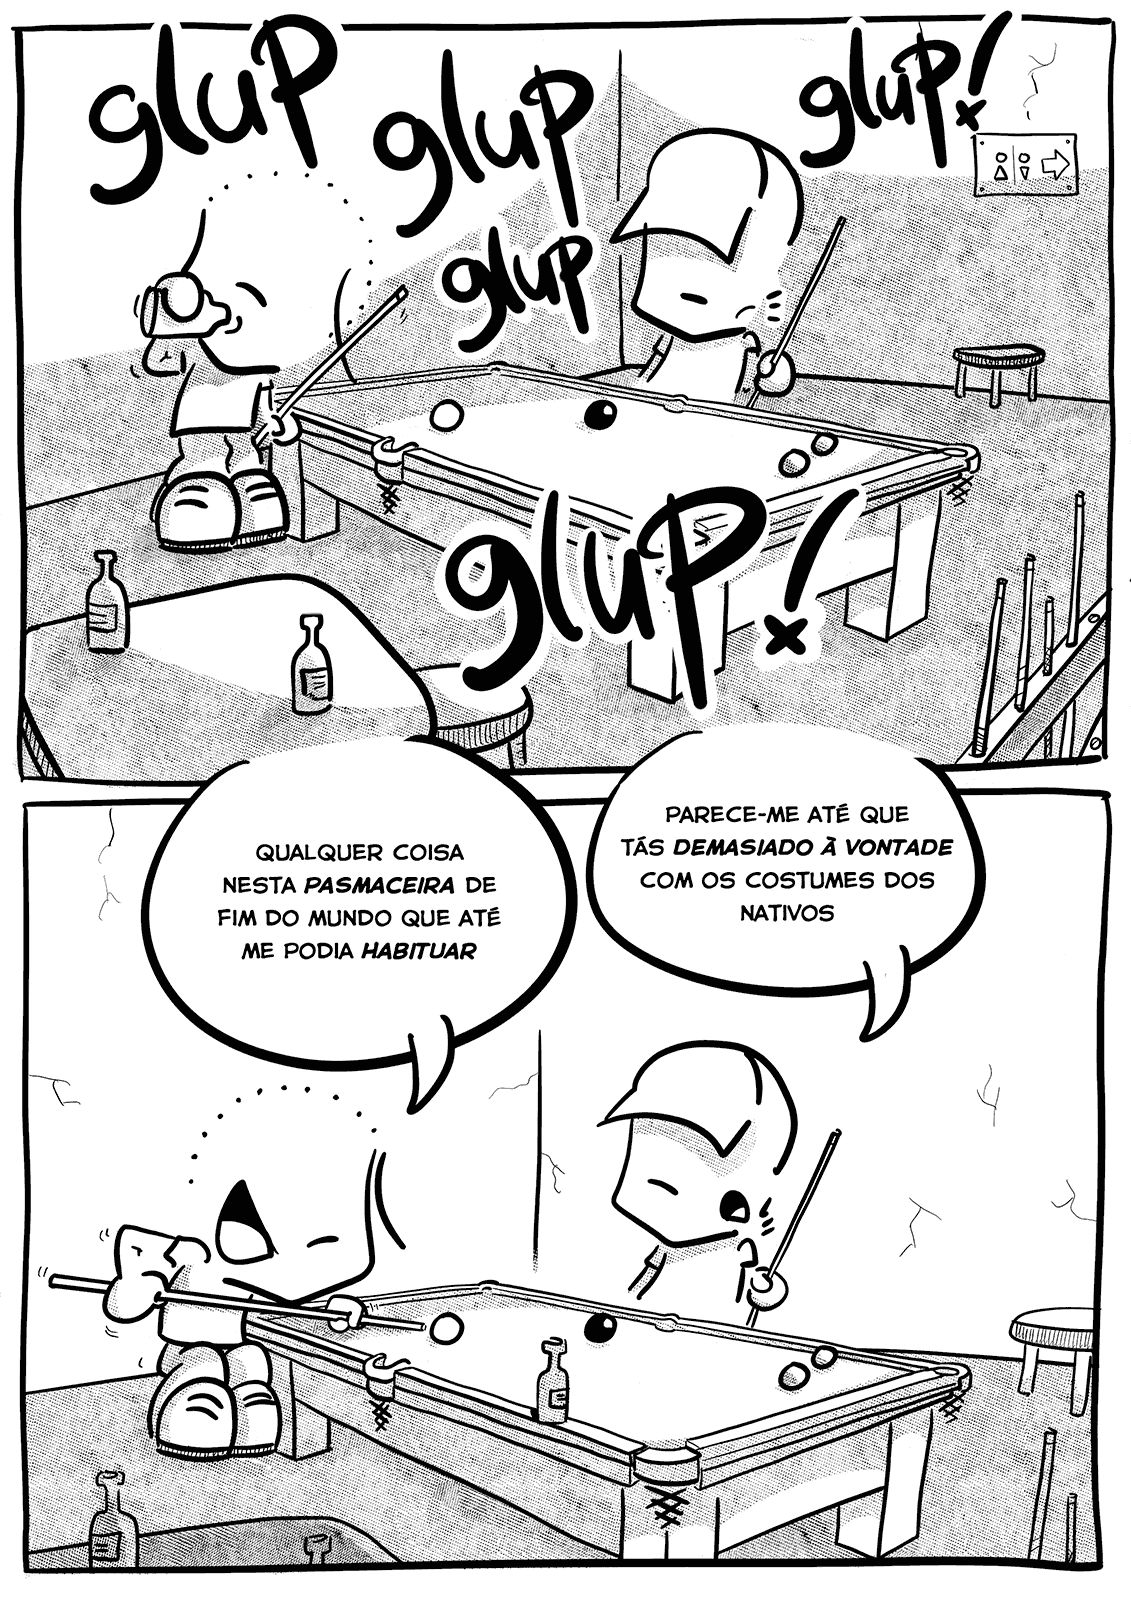 glup
glup
glup!
glup
glup!
QUALQUER COISA
NESTA PASMACEIRA DE
FIM DO MUNDO QUE ATÉ
ME PODIA HABITUAR
PARECE-ME ATÉ QUE
TÁS DEMASIADO À VONTADE
COM OS COSTUMES DOS
NATIVOS